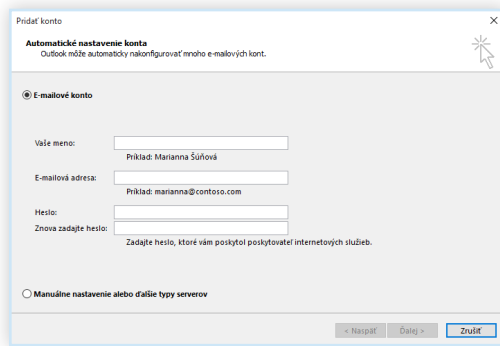 Pridať konto
Automatické nastavenie konta
Outlook môže automaticky nakonfigurovať mnoho e-mailových kont.
E-mailové konto
Vaše meno:
Príklad: Marianna Šúňová
E-mailová adresa:
Príklad: marianna@contoso.com
Heslo:
Znova zadajte heslo:
Zadajte heslo, ktoré vám poskytol poskytovateľ internetových služieb.
Manuálne nastavenie alebo ďalšie typy serverov
< Naspäť Ďalej > Zrušiť